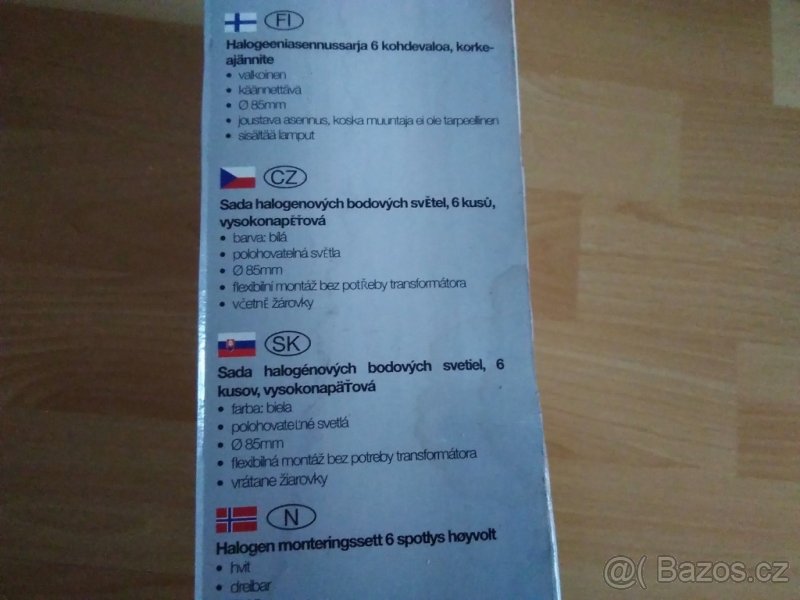 FI
Halogeeniasennussarja 6 kohdevaloa, korke-
ajännite
• valkoinen
• käännettävä
• Ø 85mm
• joustava asennus, koska muuntaja ei ole tarpeellinen
• sisältää lamput
CZ
Sada halogenových bodových svĚtel, 6 kusů,
vysokonapĚŤová
• barva: bílá
• polohovatelná svĚtla
• Ø 85mm
• flexibilní montáž bez potřeby transformátora
• včetnĚ žárovky
SK
Sada halogénových bodových svetiel, 6
kusov, vysokonapäŤová
• farba: biela
• polohovateľné svetlá
• Ø 85mm
• flexibilná montáž bez potreby transformátora
• vrátane žiarovky
N
Halogen monteringssett 6 spotlys høyvolt
• hvit
• dreibar
@( Bazos.cz